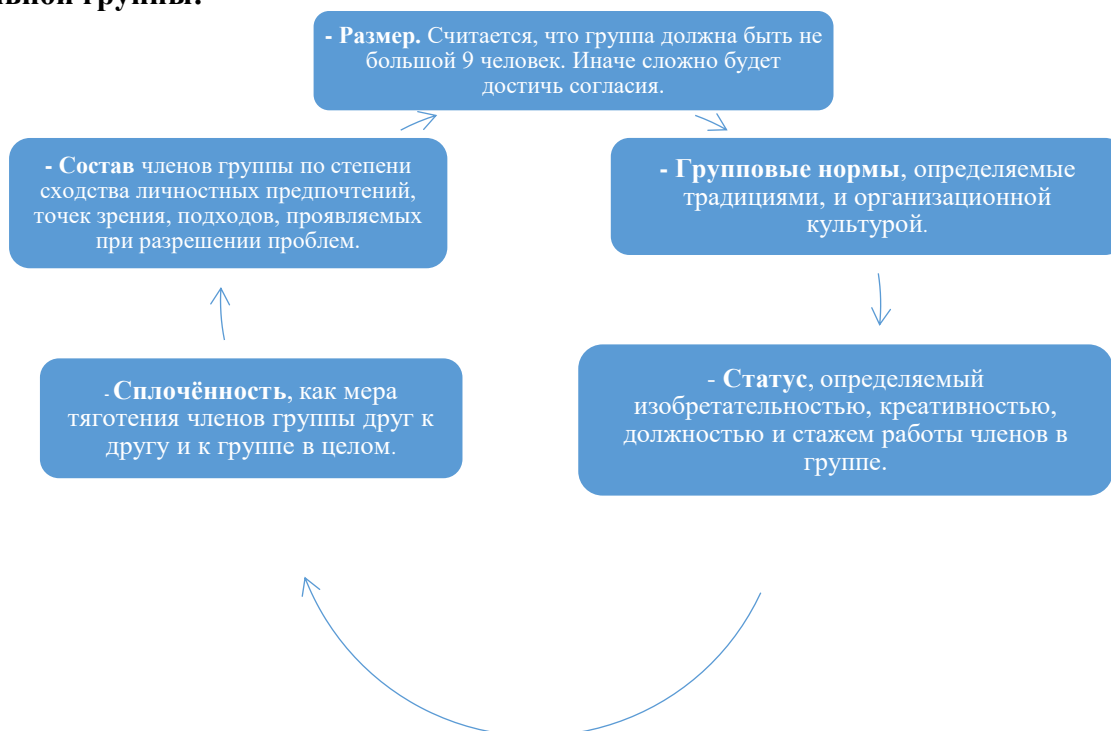 - Размер. Считается, что группа должна быть не
большой 9 человек. Иначе сложно будет
достичь согласия.
- Групповые нормы, определяемые
традициями, и организационной
культурой.
- Статус, определяемый
изобретательностью, креативностью,
должностью и стажем работы членов в
группе.
- Сплочённость, как мера
тяготения членов группы друг к
другу и к группе в целом.
- Состав членов группы по степени
сходства личностных предпочтений,
точек зрения, подходов, проявляемых
при разрешении проблем.